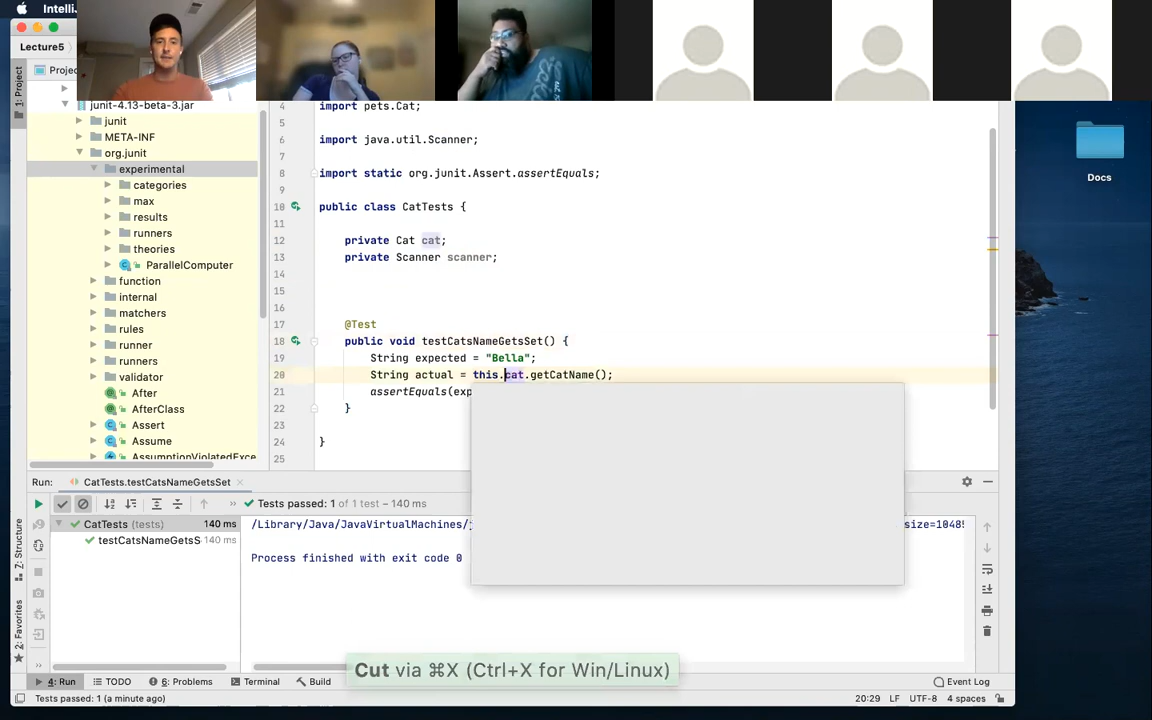 IntelliJ
Lecture5
Project
1: Project
junit-4.13-beta-3.jar
junit
META-INF
org.junit
experimental
categories
max
results
runners
theories
ParallelComputer
function
internal
matchers
rules
runner
runners
validator
After
AfterClass
Assert
Assume
AssumptionViolatedExce
4 import pets.Cat;
5
6 import java.util.Scanner;
7
8 import static org.junit.Assert.assertEquals;
9
10 public class CatTests {
11
12 private Cat cat;
13 private Scanner scanner;
14
15
16
17 @Test
18 public void testCatsNameGetsSet() {
19 String expected = "Bella";
20 String actual = this.cat.getCatName();
21 assertEquals(exp
22 }
23
24 }
25
Docs
Run: CatTests.testCatsNameGetsSet
Tests passed: 1 of 1 test – 140 ms
CatTests (tests) 140 ms
testCatsNameGetsS 140 ms
/Library/Java/JavaVirtualMachines/j
size=1048
Process finished with exit code 0
7: Structure
2: Favorites
Cut via ⌘X (Ctrl+X for Win/Linux)
4: Run TODO 6: Problems Terminal Build Event Log
Tests passed: 1 (a minute ago) 20:29 LF UTF-8 4 spaces